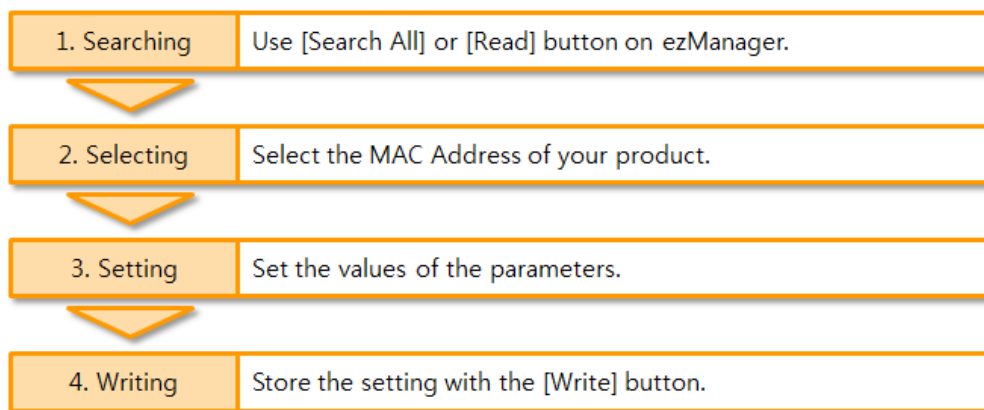 1. Searching Use [Search All] or [Read] button on ezManager.
2. Selecting Select the MAC Address of your product.
3. Setting Set the values of the parameters.
4. Writing Store the setting with the [Write] button.